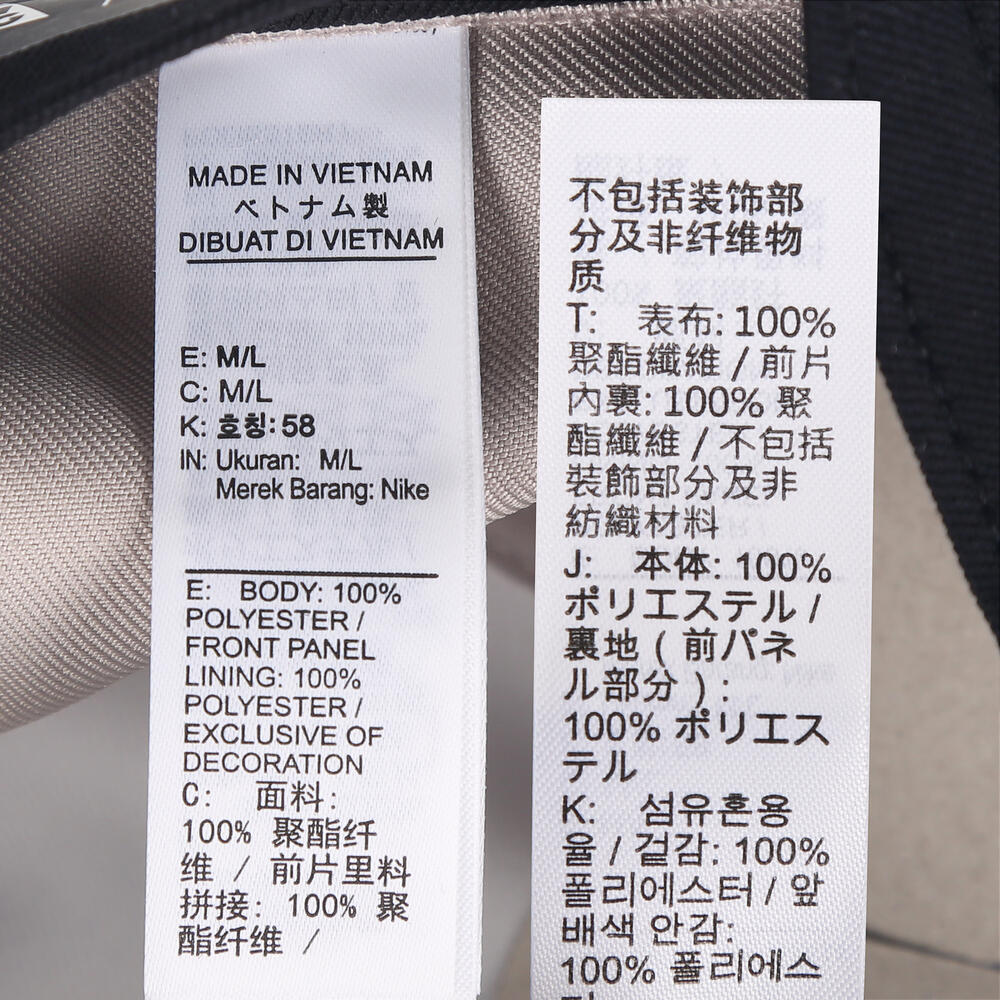 MADE IN VIETNAM
ベトナム製
DIBUAT DI VIETNAM
E: M/L
C: M/L
K: 호칭: 58
IN: Ukuran: M/L
Merek Barang: Nike
E: BODY: 100%
POLYESTER /
FRONT PANEL
LINING: 100%
POLYESTER /
EXCLUSIVE OF
DECORATION
C: 面料:
100% 聚酯纤
维 / 前片里料
拼接: 100% 聚
酯纤维 /
不包括装饰部
分及非纤维物
质
T: 表布: 100%
聚酯纖維 / 前片
內裏: 100% 聚
酯纖維 / 不包括
裝飾部分及非
紡織材料
J: 本体: 100%
ポリエステル /
裏地 ( 前パネ
ル部分 ) :
100% ポリエス
テル
K: 섬유혼용
율 / 겉감: 100%
폴리에스터 / 앞
배색 안감:
100% 폴리에스